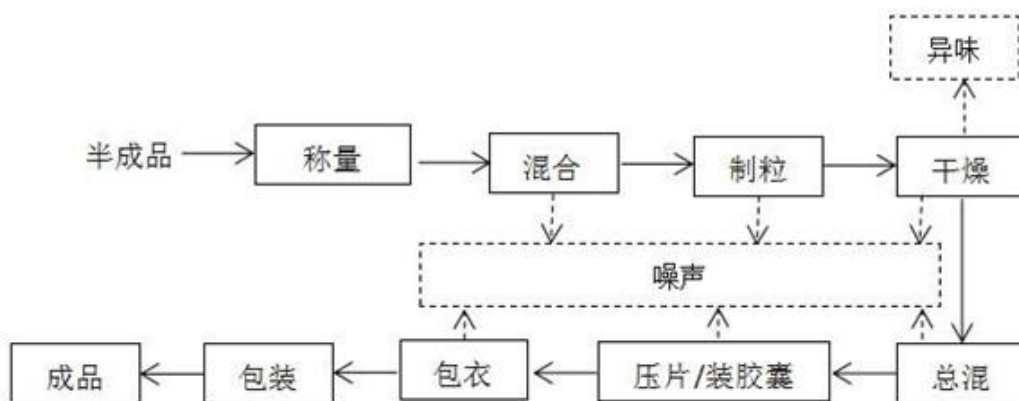 异味
半成品
称量
混合
制粒
干燥
噪声
成品
包装
包衣
压片/装胶囊
总混